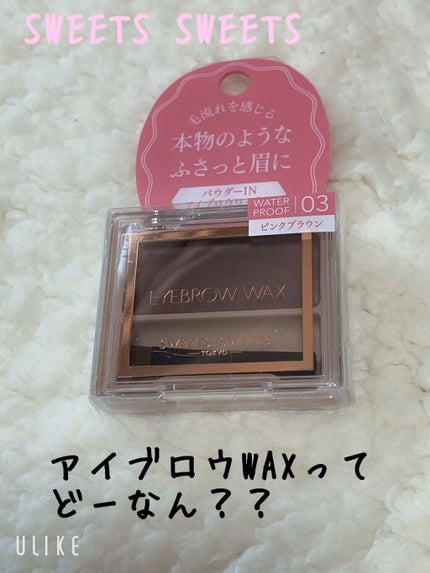 SWEETS SWEETS
毛流れを感じる
本物のような
ふさっと眉に
パウダーIN
WATER
PROOF
03
ピンクブラウン
EYEBROW WAX
SWEETS SWEETS
TOKYO
アイブロウWAXって
どーなん??
ULIKE